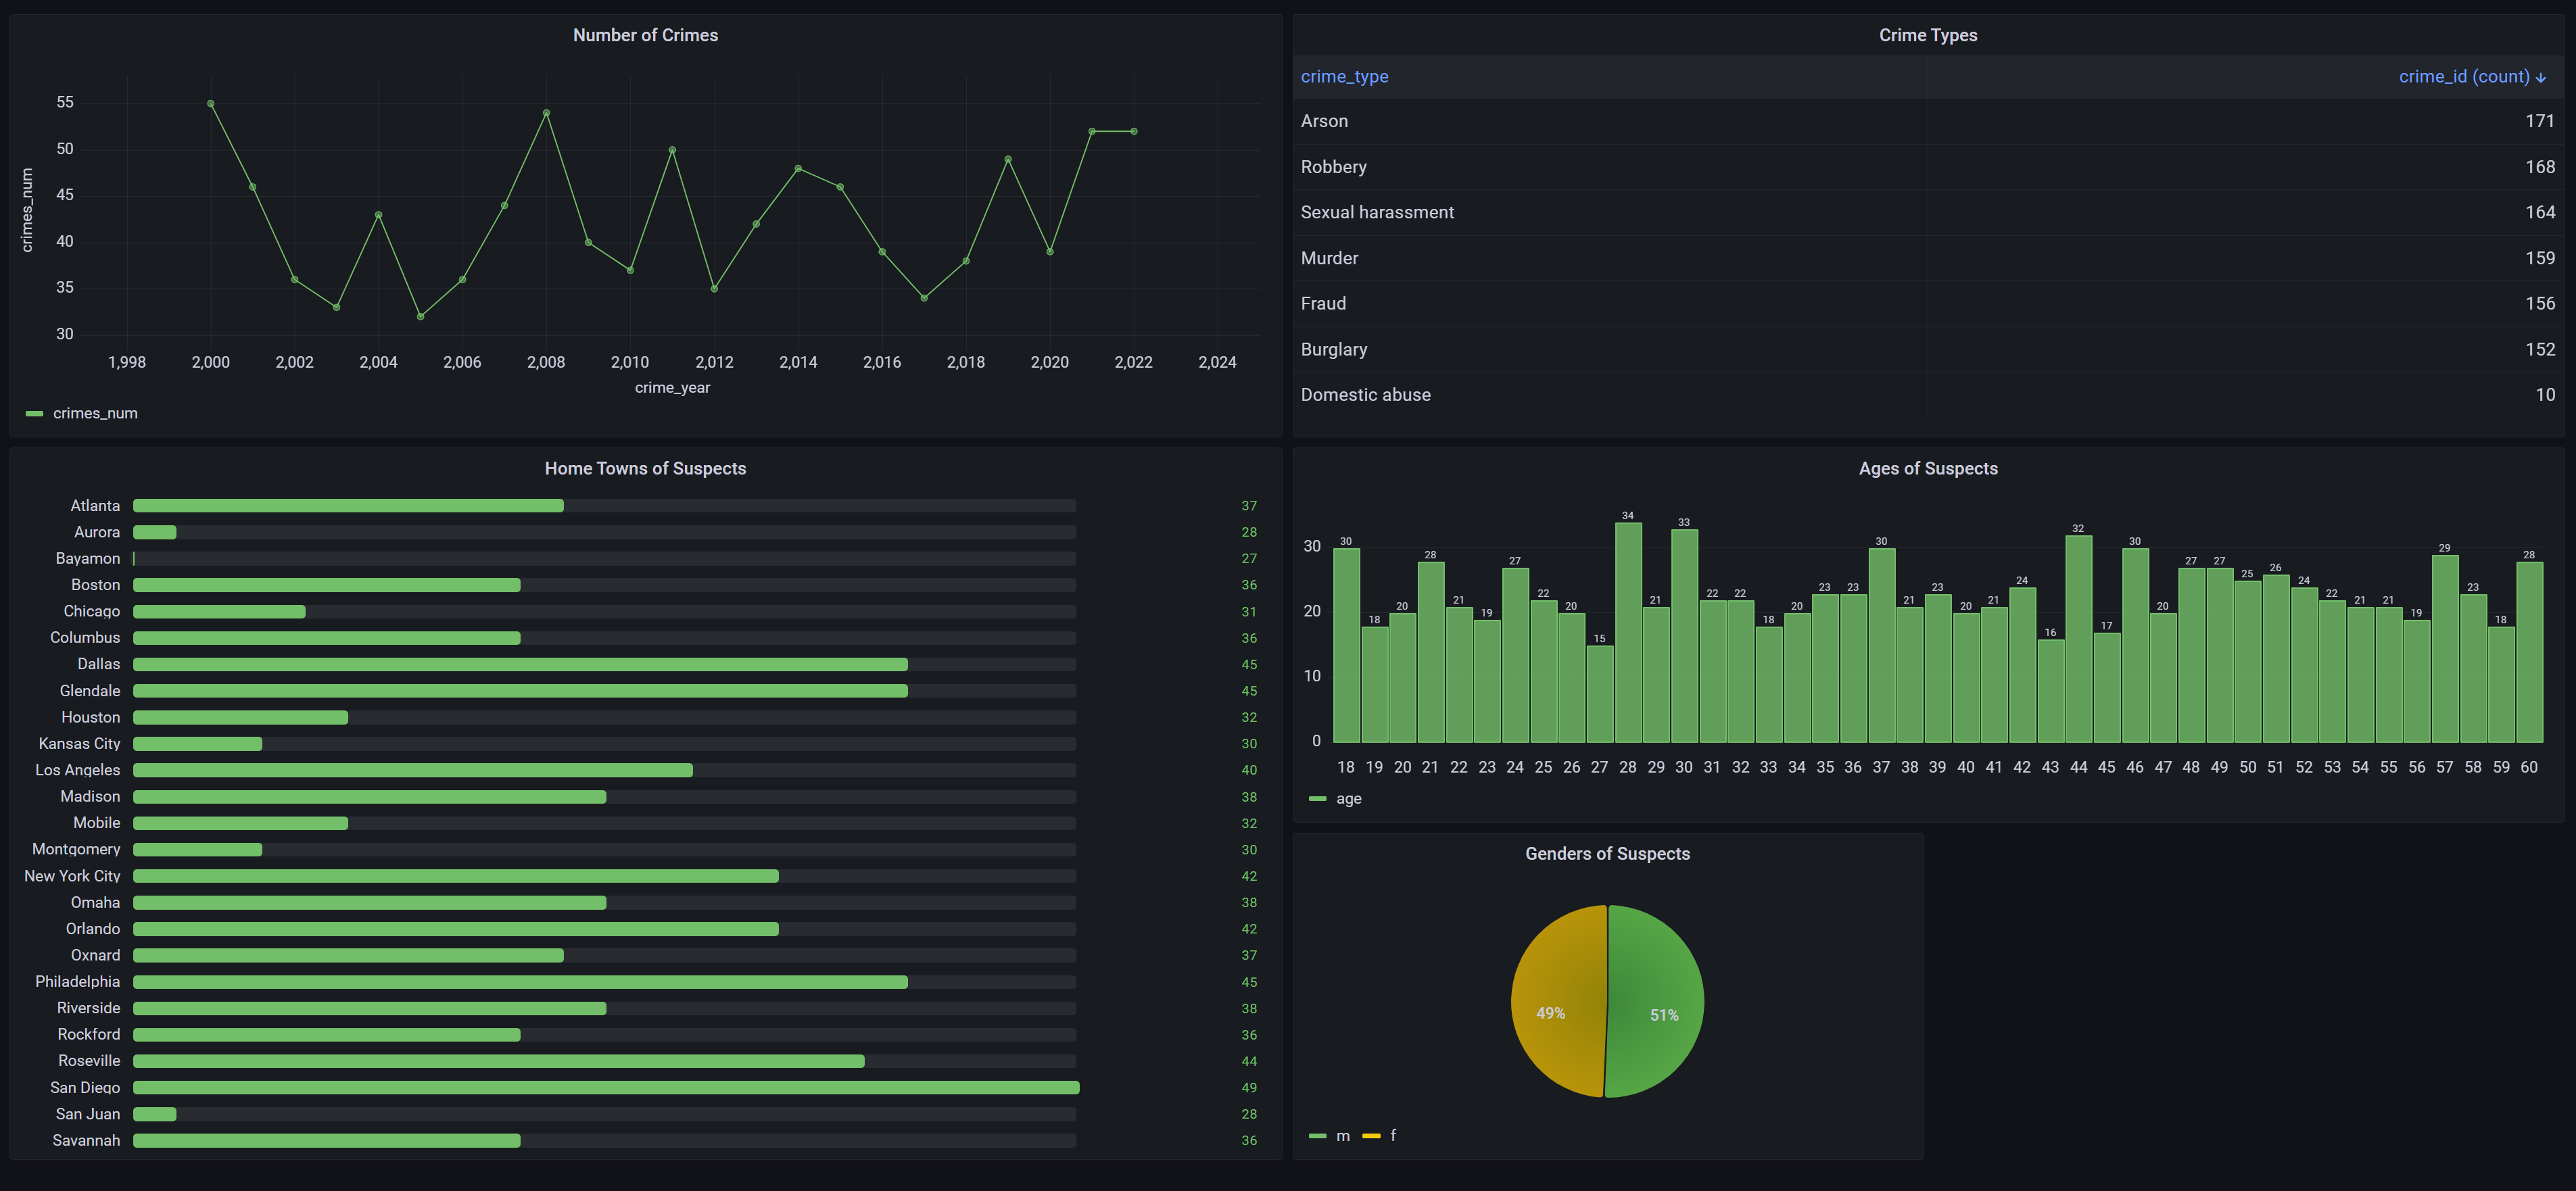 Number of Crimes
crimes_num
55
50
45
40
35
30
1,998 2,000 2,002 2,004 2,006 2,008 2,010 2,012 2,014 2,016 2,018 2,020 2,022 2,024
crime_year
crimes_num
Crime Types
crime_type crime_id (count)
Arson 171
Robbery 168
Sexual harassment 164
Murder 159
Fraud 156
Burglary 152
Domestic abuse 10
Home Towns of Suspects
Atlanta 37
Aurora 28
Bayamon 27
Boston 36
Chicago 31
Columbus 36
Dallas 45
Glendale 45
Houston 32
Kansas City 30
Los Angeles 40
Madison 38
Mobile 32
Montgomery 30
New York City 42
Omaha 38
Orlando 42
Oxnard 37
Philadelphia 45
Riverside 38
Rockford 36
Roseville 44
San Diego 49
San Juan 28
Savannah 36
Ages of Suspects
30
20
10
0
30 18 20 28 21 19 27 22 20 15 34 21 33 22 22 18 20 23 23 30 21 23 20 21 24 16 32 17 30 20 27 27 25 26 24 22 21 21 19 29 23 18 28
18 19 20 21 22 23 24 25 26 27 28 29 30 31 32 33 34 35 36 37 38 39 40 41 42 43 44 45 46 47 48 49 50 51 52 53 54 55 56 57 58 59 60
age
Genders of Suspects
49% 51%
m f